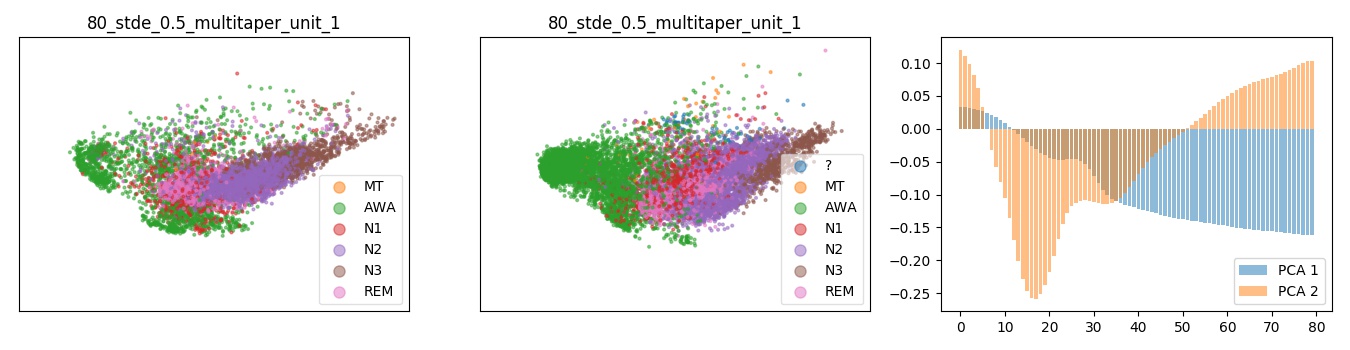 80_stde_0.5_multitaper_unit_1
MT
AWA
N1
N2
N3
REM
80_stde_0.5_multitaper_unit_1
?
MT
AWA
N1
N2
N3
REM
0.10
0.05
0.00
−0.05
−0.10
−0.15
−0.20
−0.25
0 10 20 30 40 50 60 70 80
PCA 1
PCA 2